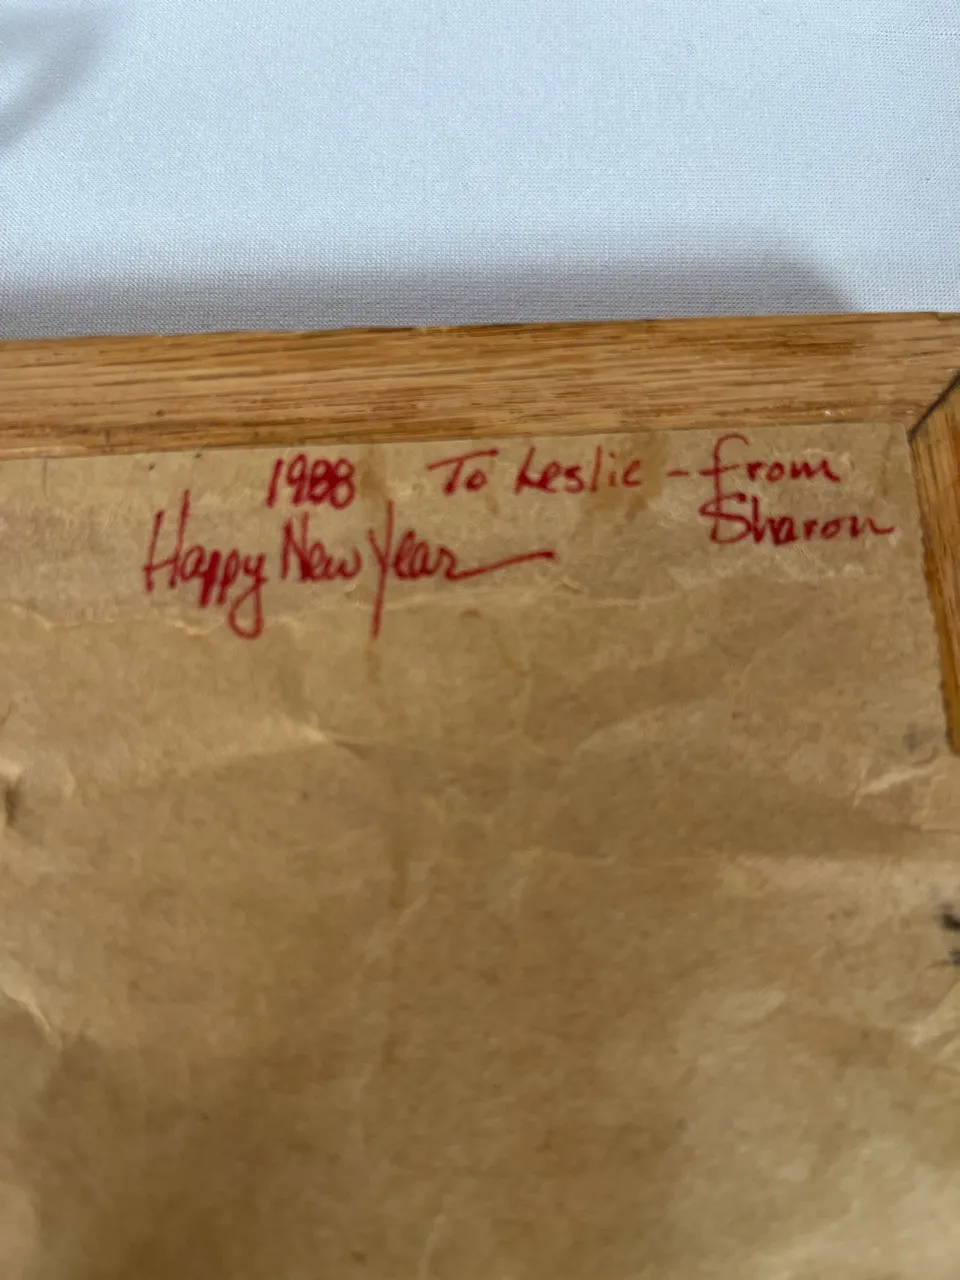 1988 To Leslie - from
Sharon
Happy New Year